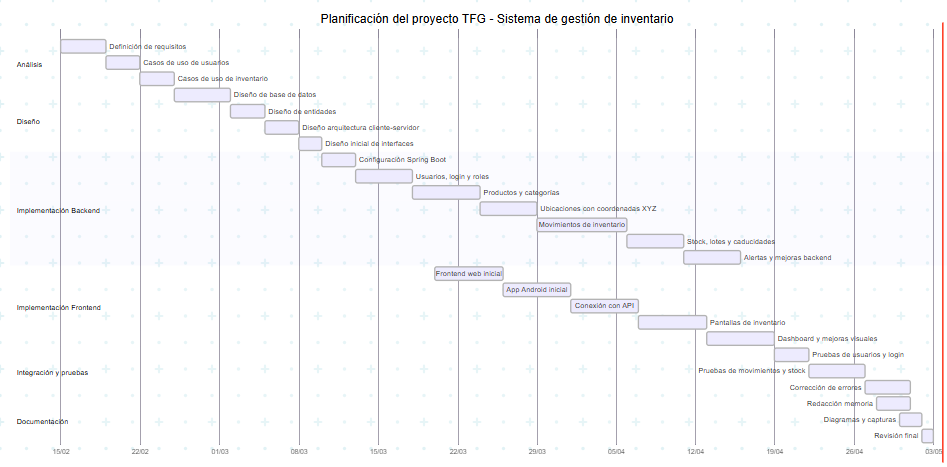 Planificación del proyecto TFG - Sistema de gestión de inventario
Definición de requisitos
Análisis
Casos de uso de usuarios
Casos de uso de inventario
Diseño de base de datos
Diseño de entidades
Diseño
Diseño arquitectura cliente-servidor
Diseño inicial de interfaces
Configuración Spring Boot
Usuarios, login y roles
Productos y categorías
Implementación Backend
Ubicaciones con coordenadas XYZ
Movimientos de inventario
Stock, lotes y caducidades
Alertas y mejoras backend
Frontend web inicial
App Android inicial
Implementación Frontend
Conexión con API
Pantallas de inventario
Dashboard y mejoras visuales
Pruebas de usuarios y login
Integración y pruebas
Pruebas de movimientos y stock
Corrección de errores
Redacción memoria
Documentación
Diagramas y capturas
Revisión final
15/02 22/02 01/03 08/03 15/03 22/03 29/03 05/04 12/04 19/04 26/04 03/05